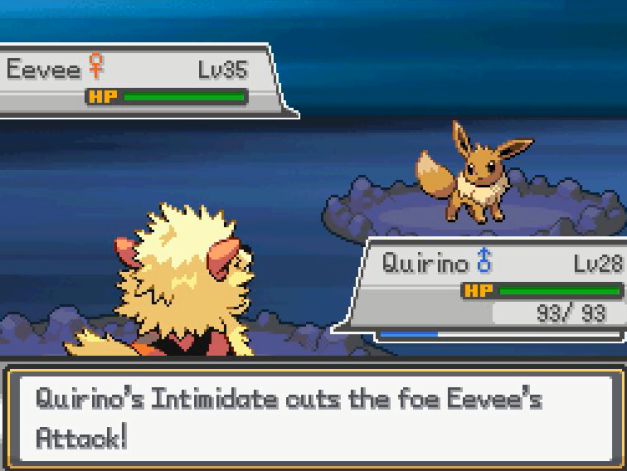 Eevee♀ Lv35
HP
Quirino♂ Lv28
HP
93/ 93
Quirino's Intimidate cuts the foe Eevee's
Attack!